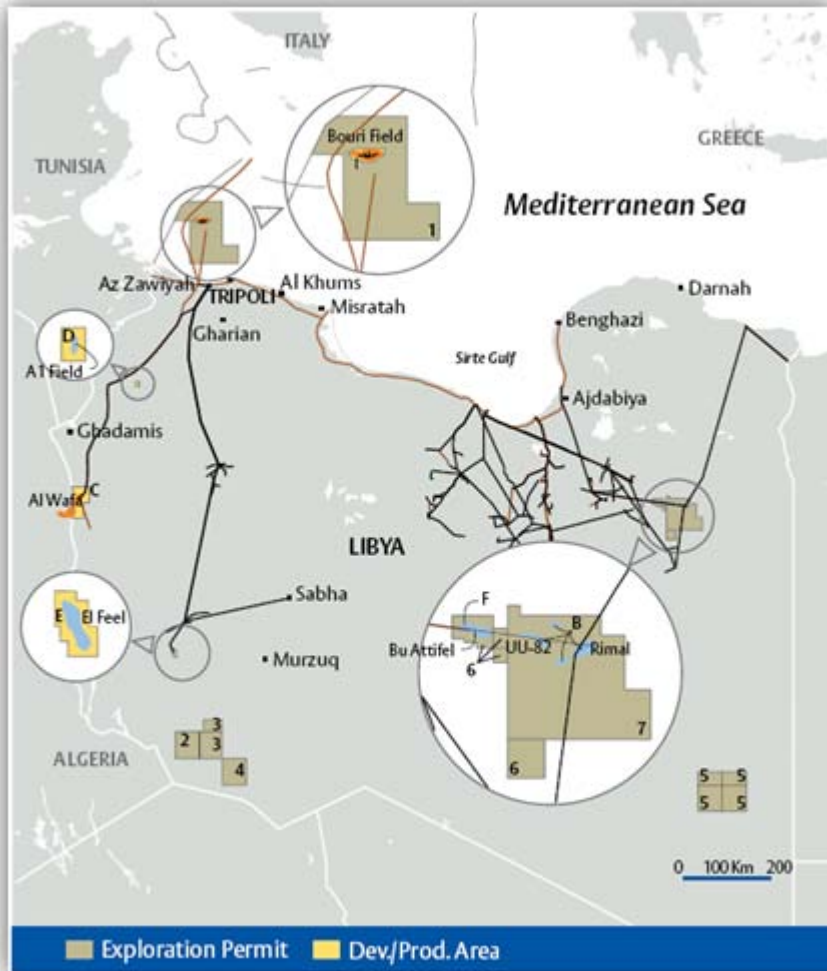 ITALY
Bouri Field
TUNISIA
GREECE
1
Mediterranean Sea
Az Zawiyah
TRIPOLI
Al Khums
Misratah
Darnah
Gharian
Benghazi
D
Sirte Gulf
A1 Field
Ajdabiya
Ghadamis
C
Al Wafa
LIBYA
Sabha
E
El Feel
F
B
Bu Attifel
UU-82
Rimal
6
Murzuq
3
2
3
7
ALGERIA
4
6
5
5
5
5
0 100 Km 200
Exploration Permit
Dev./Prod. Area